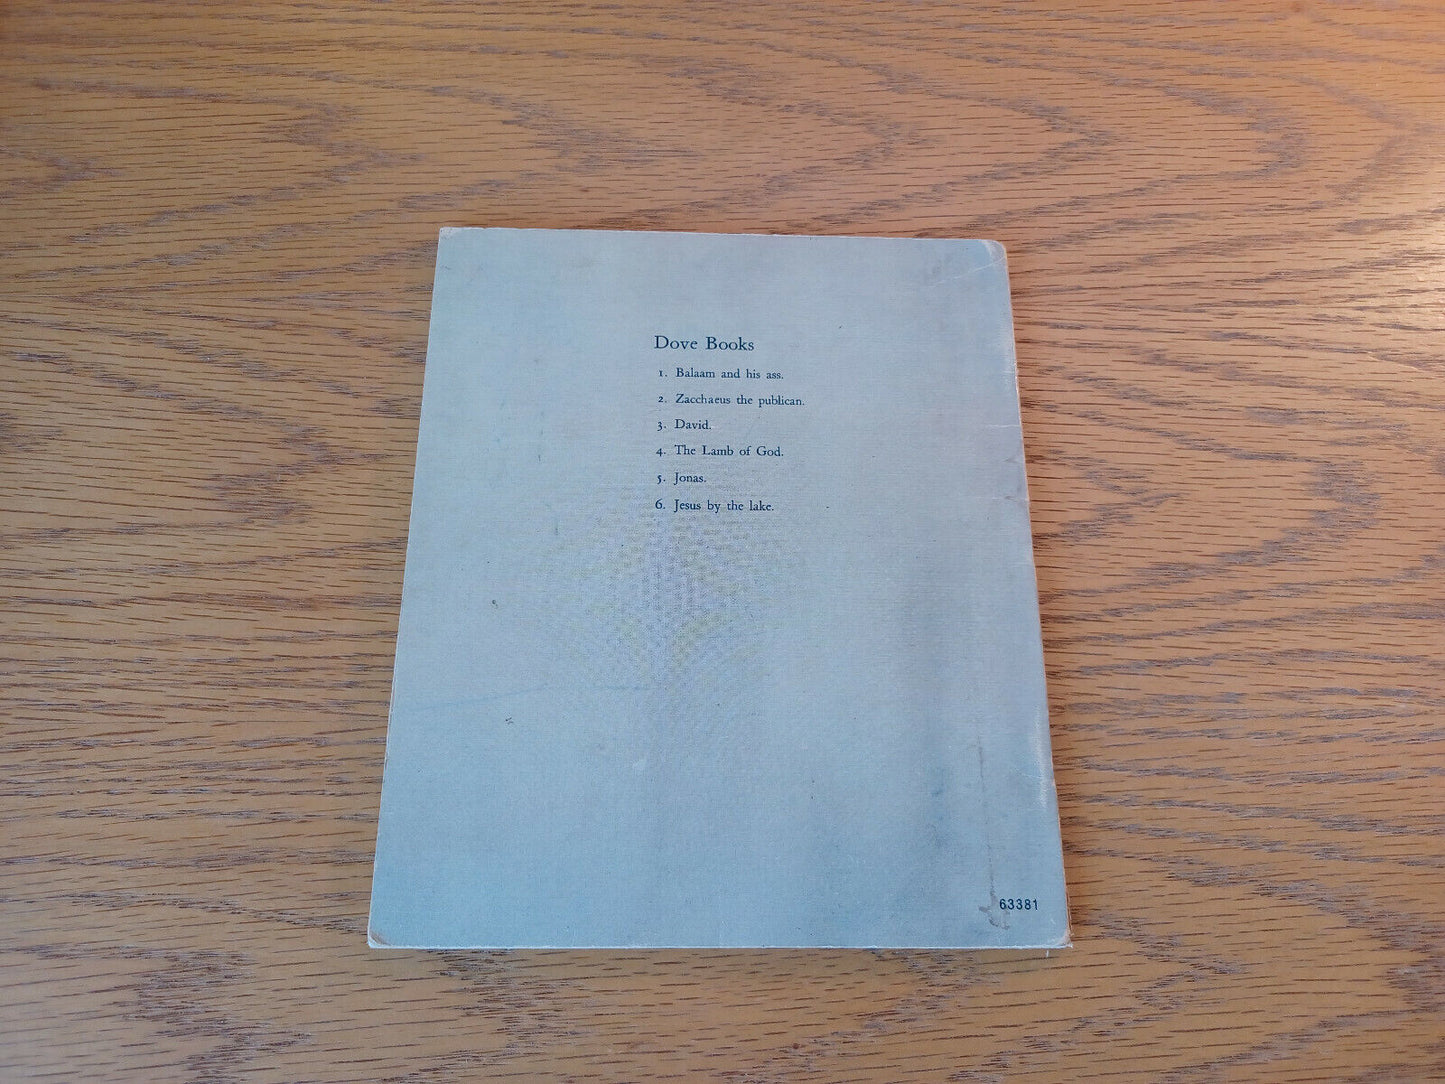 Dove Books
1. Balaam and his ass.
2. Zacchaeus the publican.
3. David.
4. The Lamb of God.
5. Jonas.
6. Jesus by the lake.
63381